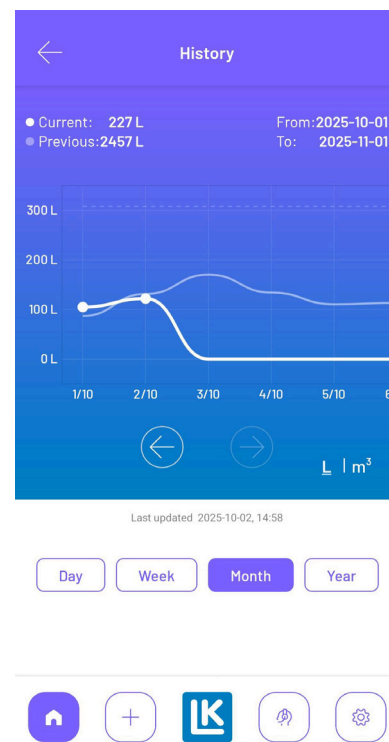 History
Current: 227 L
From:2025-10-01
Previous:2457 L
To: 2025-11-01
300 L
200 L
100 L
0 L
1/10 2/10 3/10 4/10 5/10
L | m³
Last updated 2025-10-02, 14:58
Day Week Month Year
LK